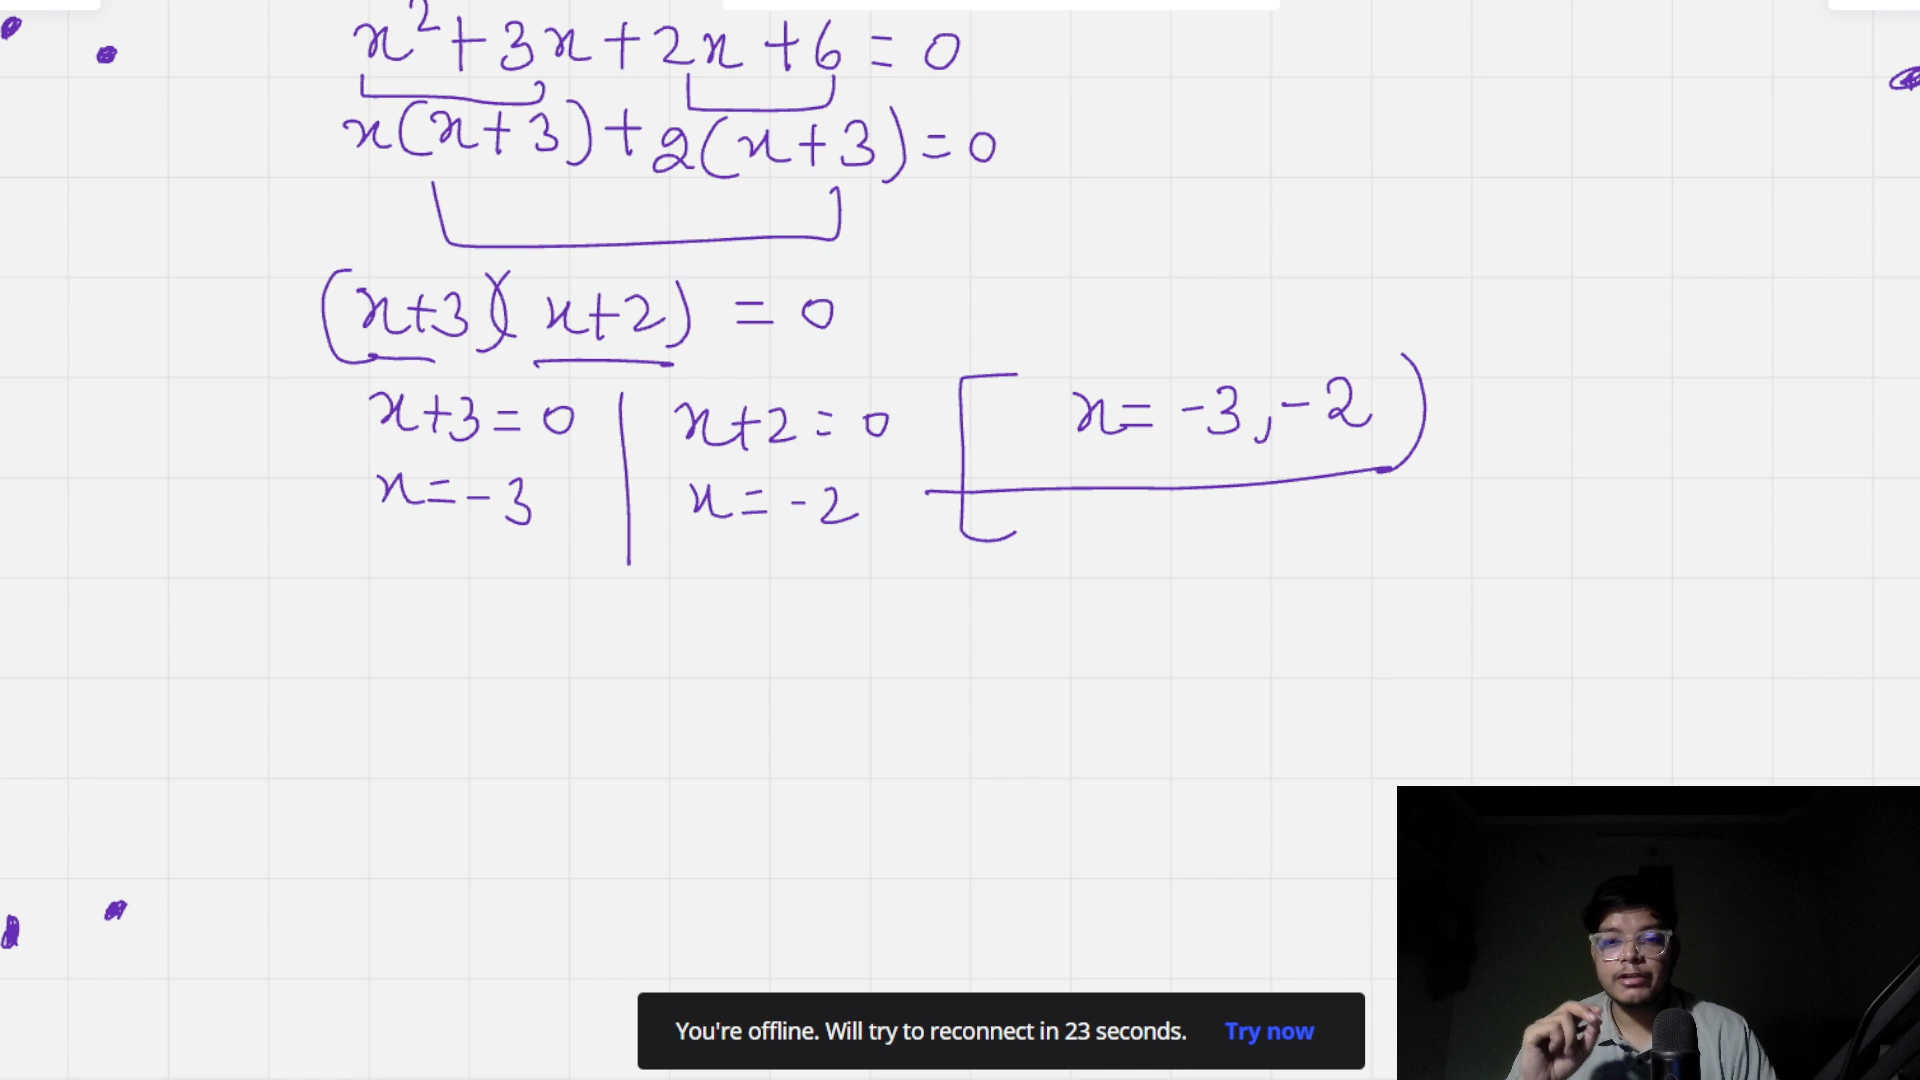 x²+3x+2x+6=0
x(x+3)+2(x+3)=0
(x+3)(x+2)=0
x+3=0
x=-3
x+2=0
x=-2
x=-3,-2
You're offline. Will try to reconnect in 23 seconds. Try now